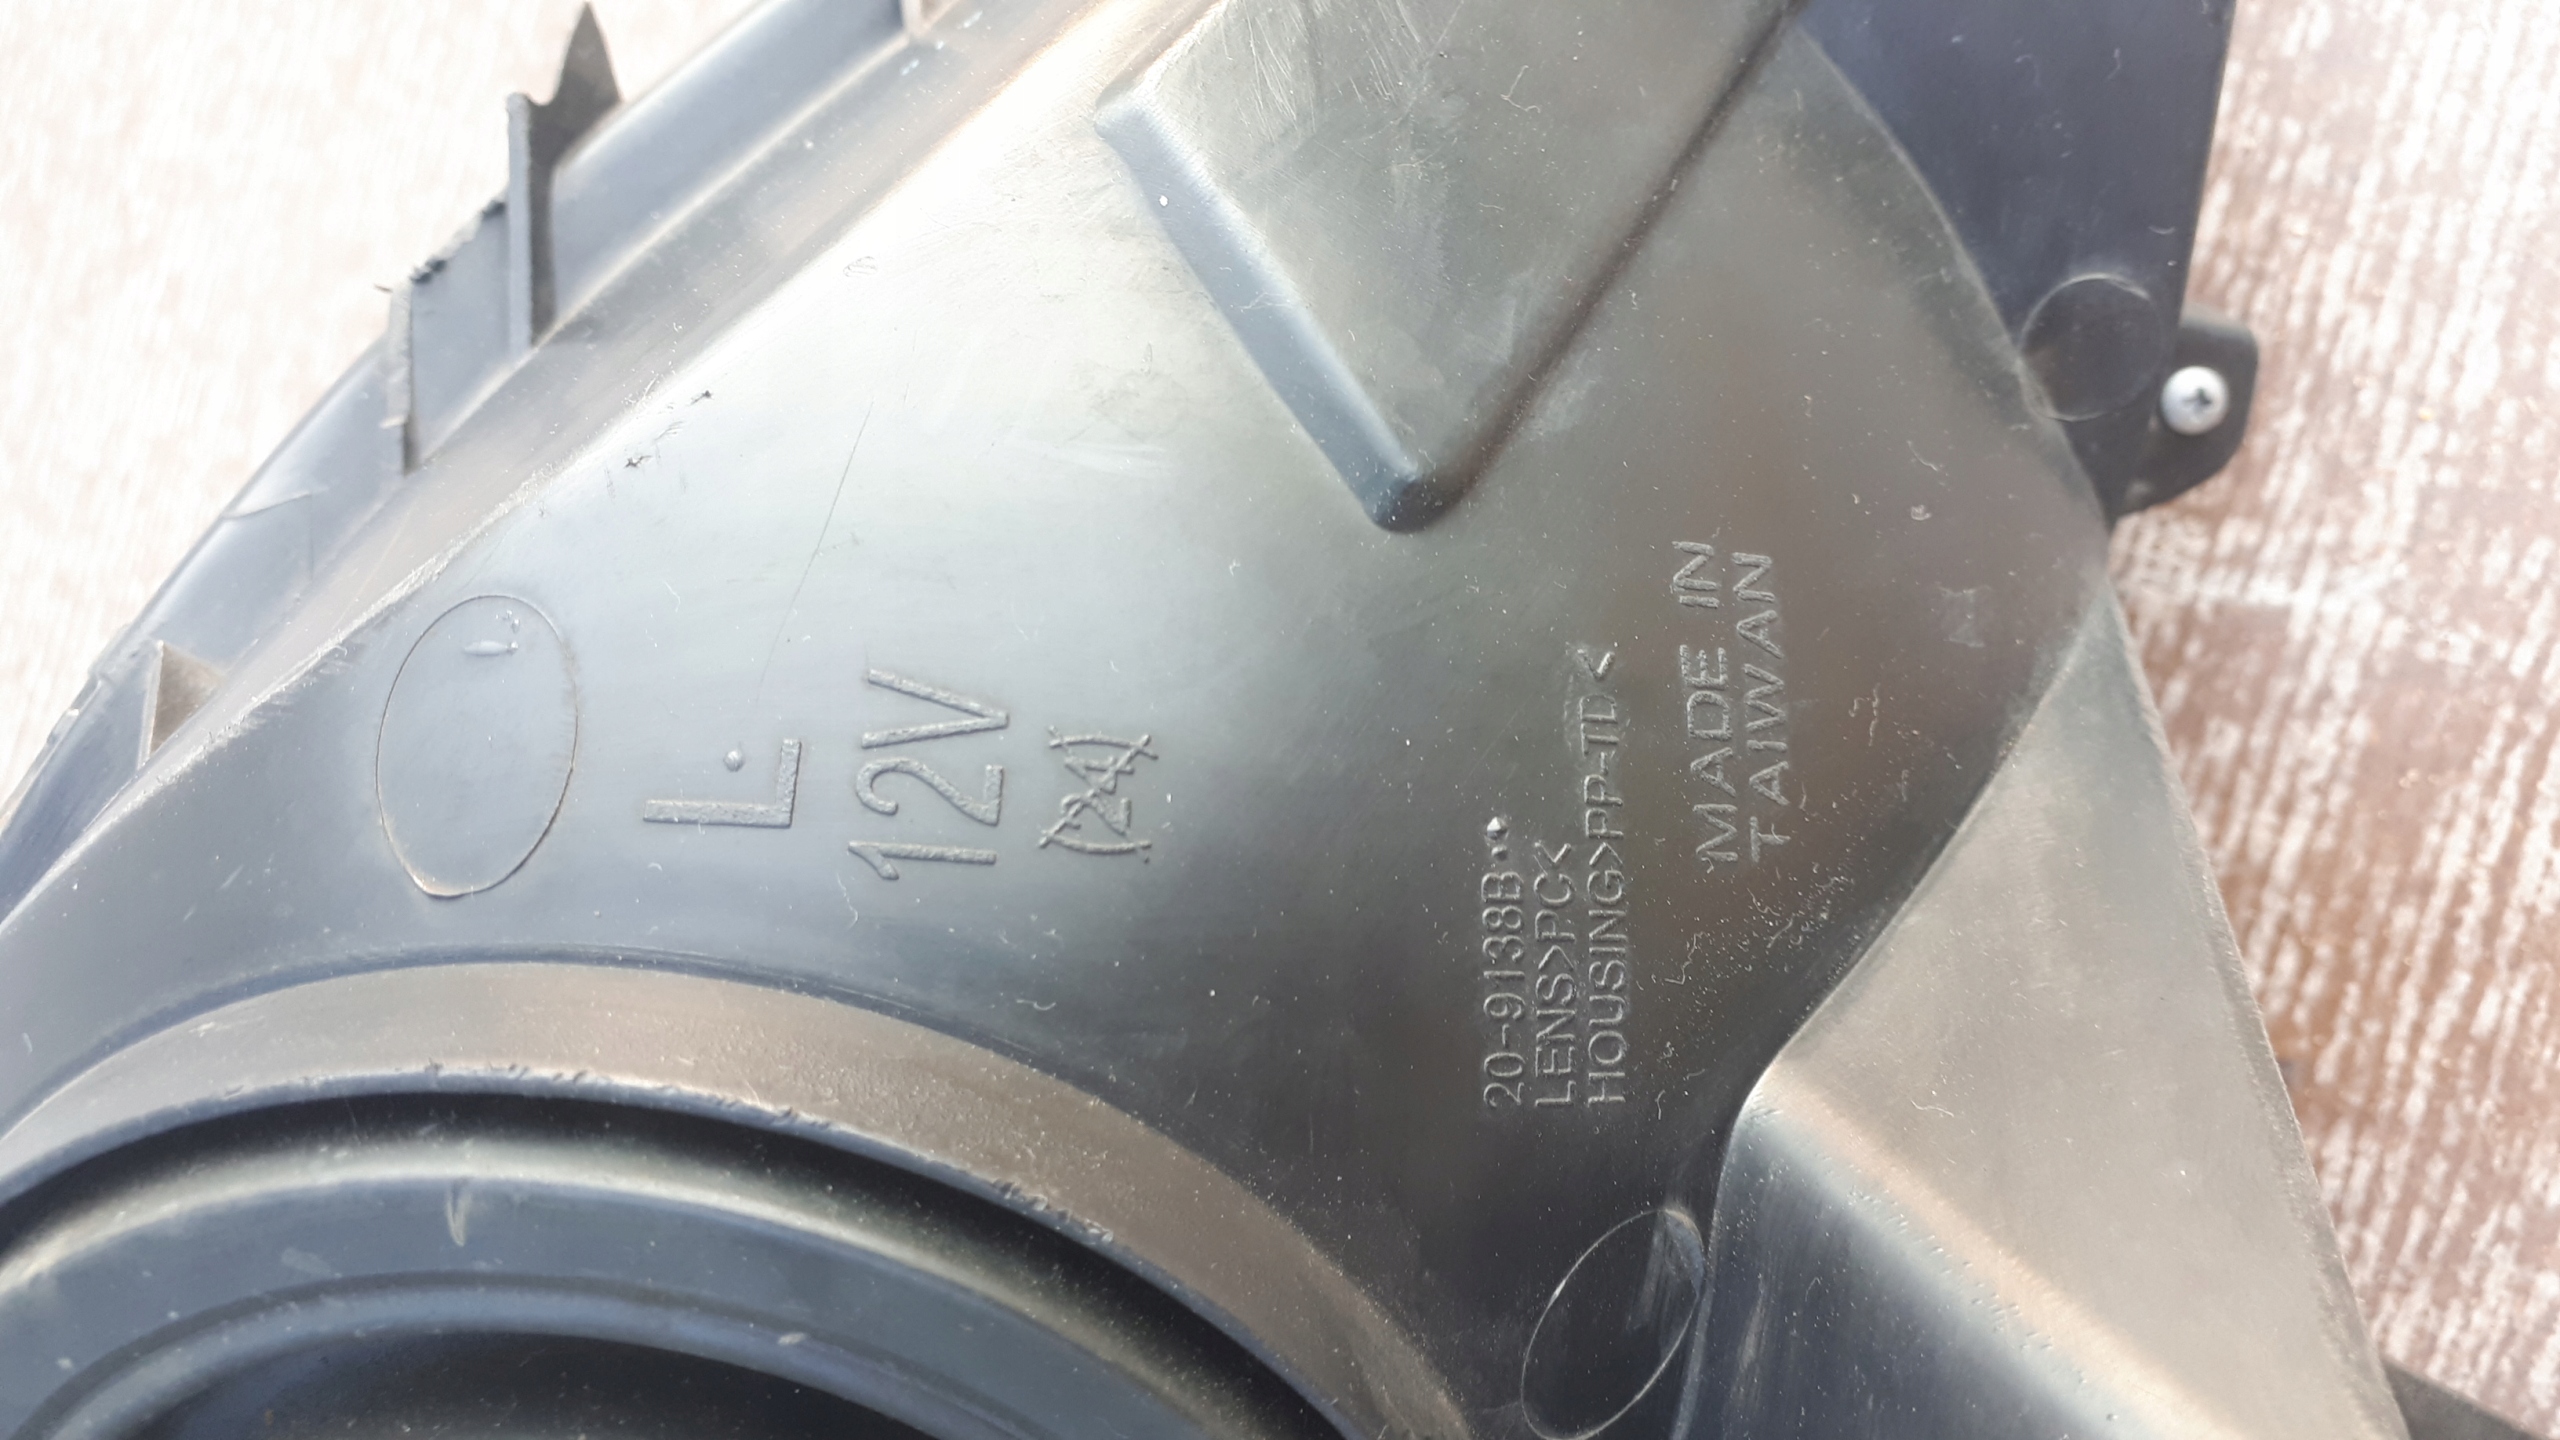 L
12V
(24)
20-9138B
LENS>PC<
HOUSING>PP-TD<
MADE IN
TAIWAN